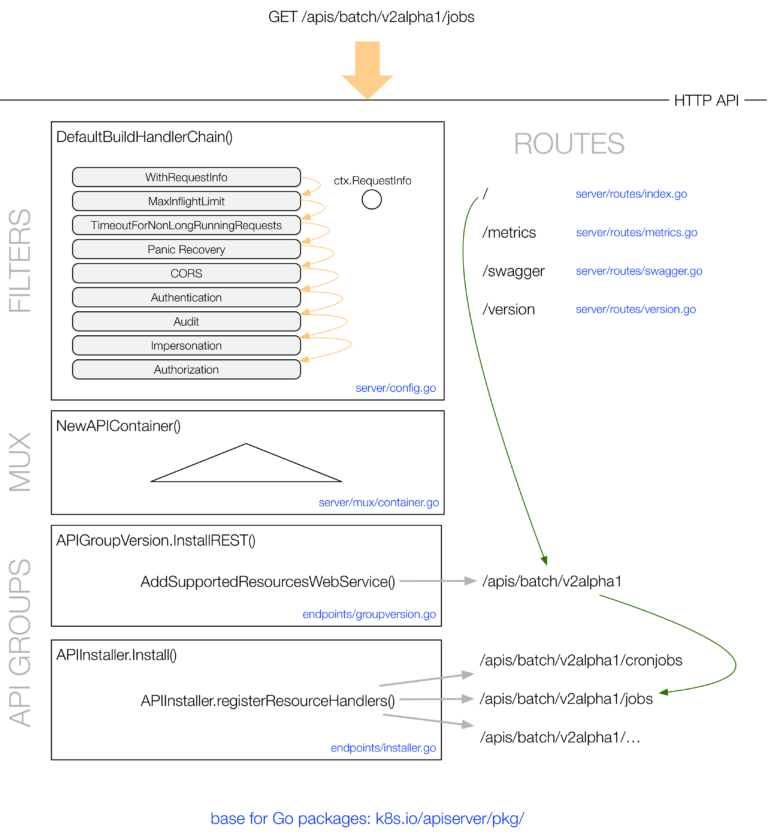 GET /apis/batch/v2alpha1/jobs
HTTP API
FILTERS
DefaultBuildHandlerChain()
WithRequestInfo
MaxInflightLimit
TimeoutForNonLongRunningRequests
Panic Recovery
CORS
Authentication
Audit
Impersonation
Authorization
ctx.RequestInfo
server/config.go
ROUTES
/ server/routes/index.go
/metrics server/routes/metrics.go
/swagger server/routes/swagger.go
/version server/routes/version.go
MUX
NewAPIContainer()
server/mux/container.go
API GROUPS
APIGroupVersion.InstallREST()
AddSupportedResourcesWebService()
endpoints/groupversion.go
/apis/batch/v2alpha1
APIInstaller.Install()
APIInstaller.registerResourceHandlers()
endpoints/installer.go
/apis/batch/v2alpha1/cronjobs
/apis/batch/v2alpha1/jobs
/apis/batch/v2alpha1/…
base for Go packages: k8s.io/apiserver/pkg/